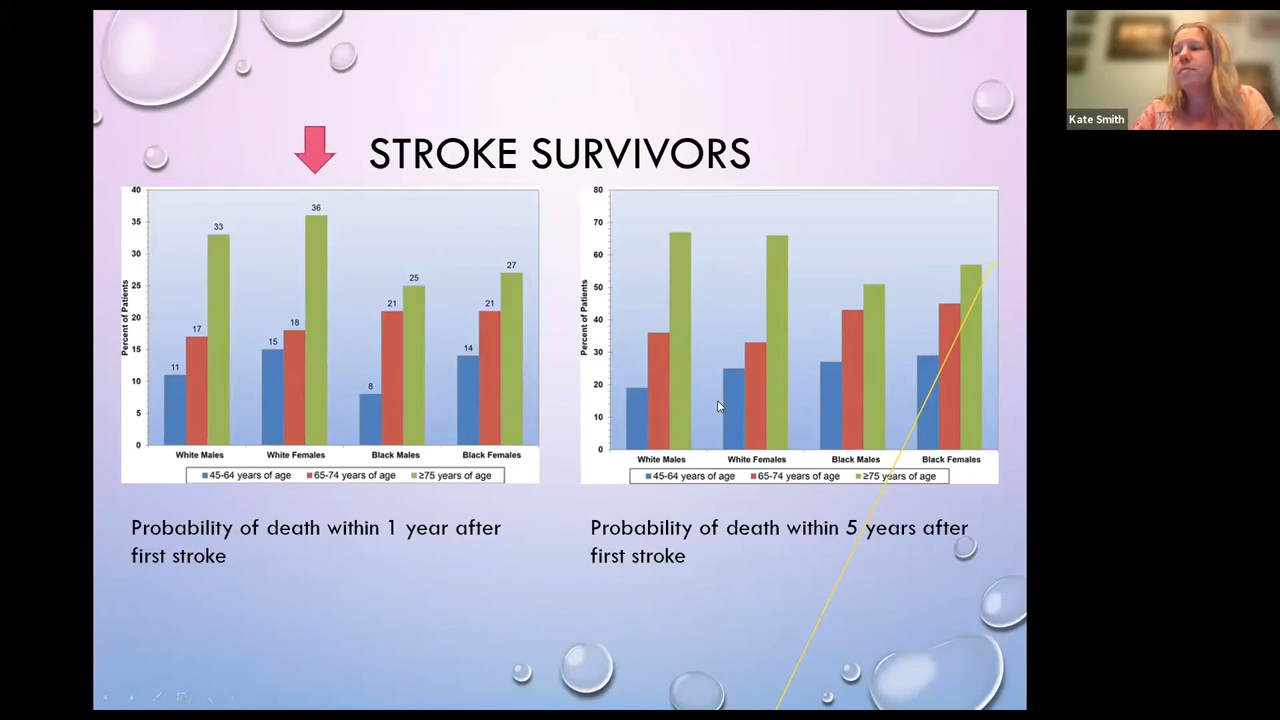 Kate Smith
STROKE SURVIVORS
40
35
30
25
20
15
10
5
0
Percent of Patients
11
17
33
15
18
36
8
21
25
14
21
27
White Males
White Females
Black Males
Black Females
45-64 years of age
65-74 years of age
≥75 years of age
80
70
60
50
40
30
20
10
0
Percent of Patients
White Males
White Females
Black Males
Black Females
45-64 years of age
65-74 years of age
≥75 years of age
Probability of death within 1 year after
first stroke
Probability of death within 5 years after
first stroke